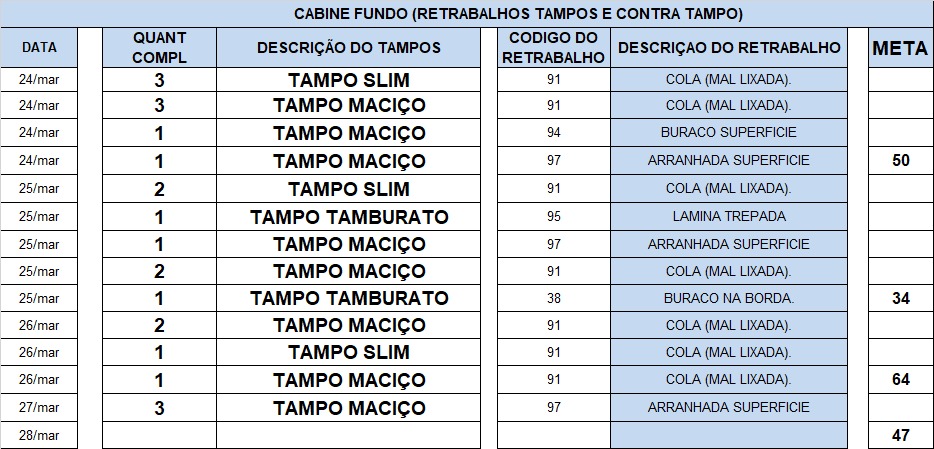 CABINE FUNDO (RETRABALHOS TAMPOS E CONTRA TAMPO)
DATA QUANT COMPL DESCRIÇÃO DO TAMPOS CODIGO DO RETRABALHO DESCRIÇAO DO RETRABALHO META
24/mar 3 TAMPO SLIM 91 COLA (MAL LIXADA).
24/mar 3 TAMPO MACIÇO 91 COLA (MAL LIXADA).
24/mar 1 TAMPO MACIÇO 94 BURACO SUPERFICIE
24/mar 1 TAMPO MACIÇO 97 ARRANHADA SUPERFICIE 50
25/mar 2 TAMPO SLIM 91 COLA (MAL LIXADA).
25/mar 1 TAMPO TAMBURATO 95 LAMINA TREPADA
25/mar 1 TAMPO MACIÇO 97 ARRANHADA SUPERFICIE
25/mar 2 TAMPO MACIÇO 91 COLA (MAL LIXADA).
25/mar 1 TAMPO TAMBURATO 38 BURACO NA BORDA. 34
26/mar 2 TAMPO MACIÇO 91 COLA (MAL LIXADA).
26/mar 1 TAMPO SLIM 91 COLA (MAL LIXADA).
26/mar 1 TAMPO MACIÇO 91 COLA (MAL LIXADA). 64
27/mar 3 TAMPO MACIÇO 97 ARRANHADA SUPERFICIE
28/mar 47